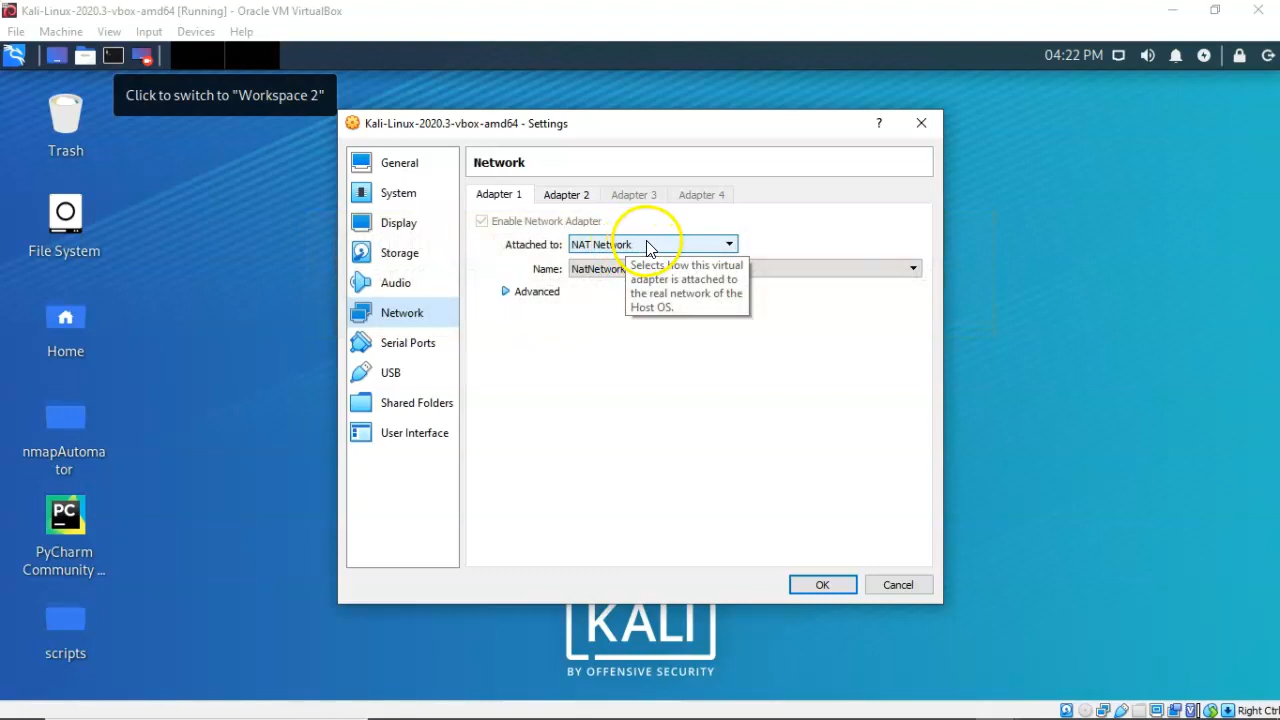 Kali-Linux-2020.3-vbox-amd64 [Running] - Oracle VM VirtualBox
File Machine View Input Devices Help
04:22 PM
Click to switch to "Workspace 2"
Trash
File System
Home
nmapAutoma
tor
PC
PyCharm
Community ...
scripts
Kali-Linux-2020.3-vbox-amd64 - Settings
?
General
System
Display
Storage
Audio
Network
Serial Ports
USB
Shared Folders
User Interface
Network
Adapter 1 Adapter 2 Adapter 3 Adapter 4
Enable Network Adapter
Attached to: NAT Network
Name: NatNetwork
Selects how this virtual
adapter is attached to
the real network of the
Host OS.
Advanced
OK Cancel
KALI
BY OFFENSIVE SECURITY
Right Ctrl